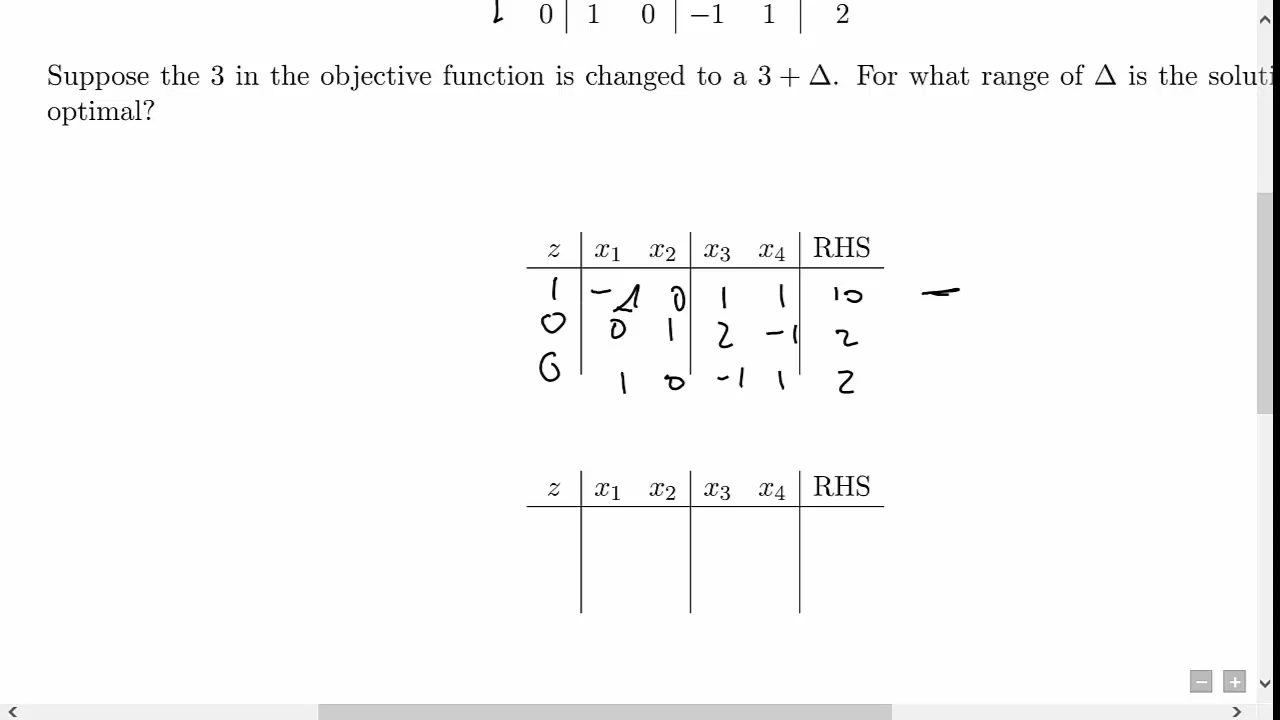 0 1 0 −1 1 2
Suppose the 3 in the objective function is changed to a 3 + Δ. For what range of Δ is the soluti
optimal?
z x₁ x₂ x₃ x₄ RHS
1 -Δ 0 1 1 10 —
0 0 1 2 -1 2
0 1 0 -1 1 2
z x₁ x₂ x₃ x₄ RHS